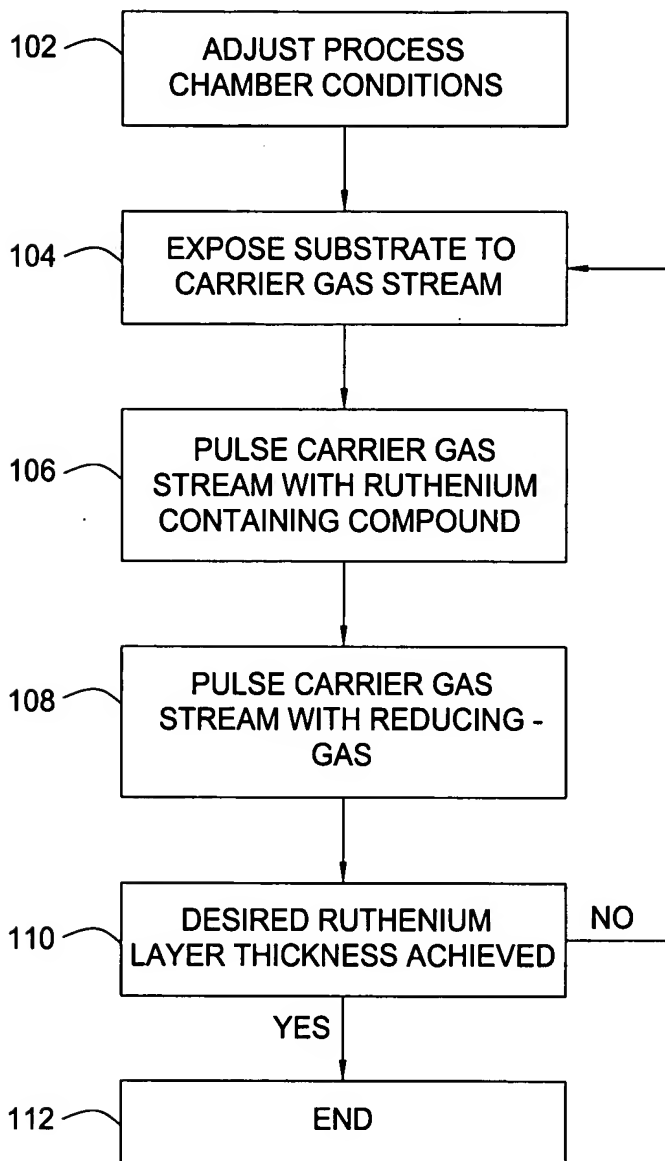 102
ADJUST PROCESS
CHAMBER CONDITIONS
104
EXPOSE SUBSTRATE TO
CARRIER GAS STREAM
106
PULSE CARRIER GAS
STREAM WITH RUTHENIUM
CONTAINING COMPOUND
108
PULSE CARRIER GAS
STREAM WITH REDUCING -
GAS
110
DESIRED RUTHENIUM
LAYER THICKNESS ACHIEVED
NO
YES
112
END